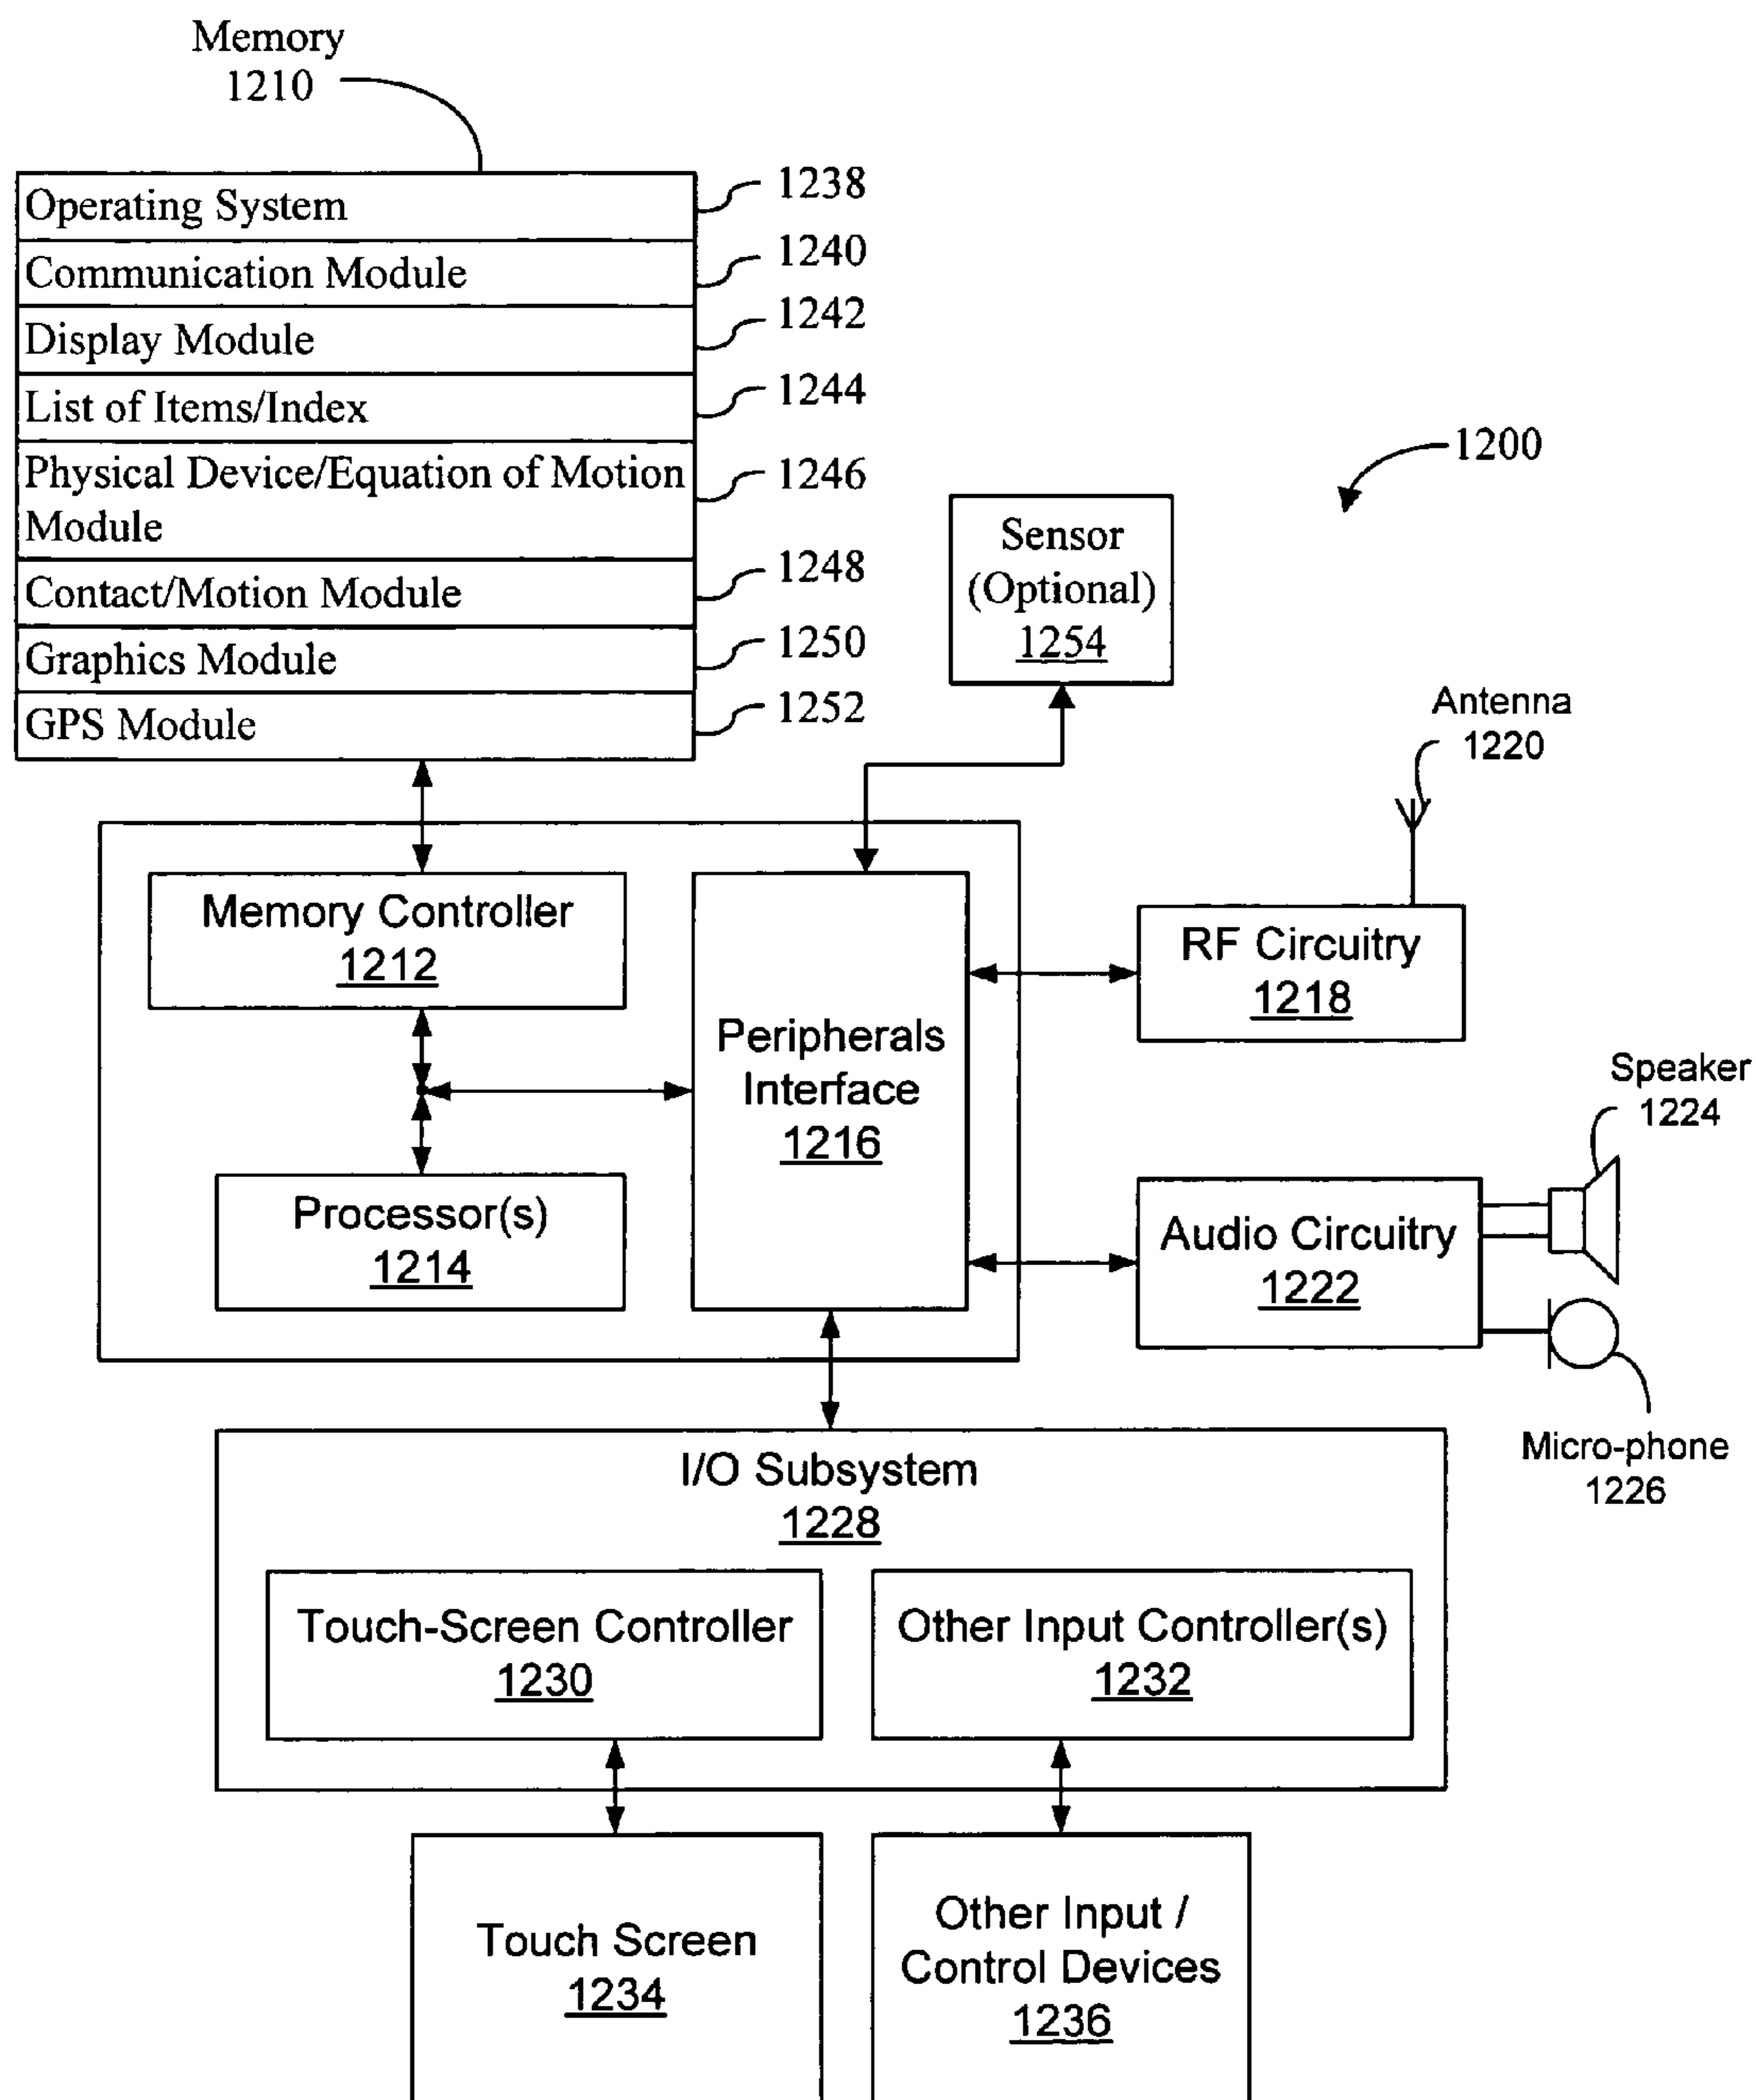 Memory
1210
Operating System
1238
Communication Module
1240
Display Module
1242
List of Items/Index
1244
Physical Device/Equation of Motion
Module
1246
Contact/Motion Module
1248
Graphics Module
1250
GPS Module
1252
1200
Sensor
(Optional)
1254
Antenna
1220
Memory Controller
1212
RF Circuitry
1218
Peripherals
Interface
1216
Processor(s)
1214
Speaker
1224
Audio Circuitry
1222
Micro-phone
1226
I/O Subsystem
1228
Touch-Screen Controller
1230
Other Input Controller(s)
1232
Touch Screen
1234
Other Input /
Control Devices
1236